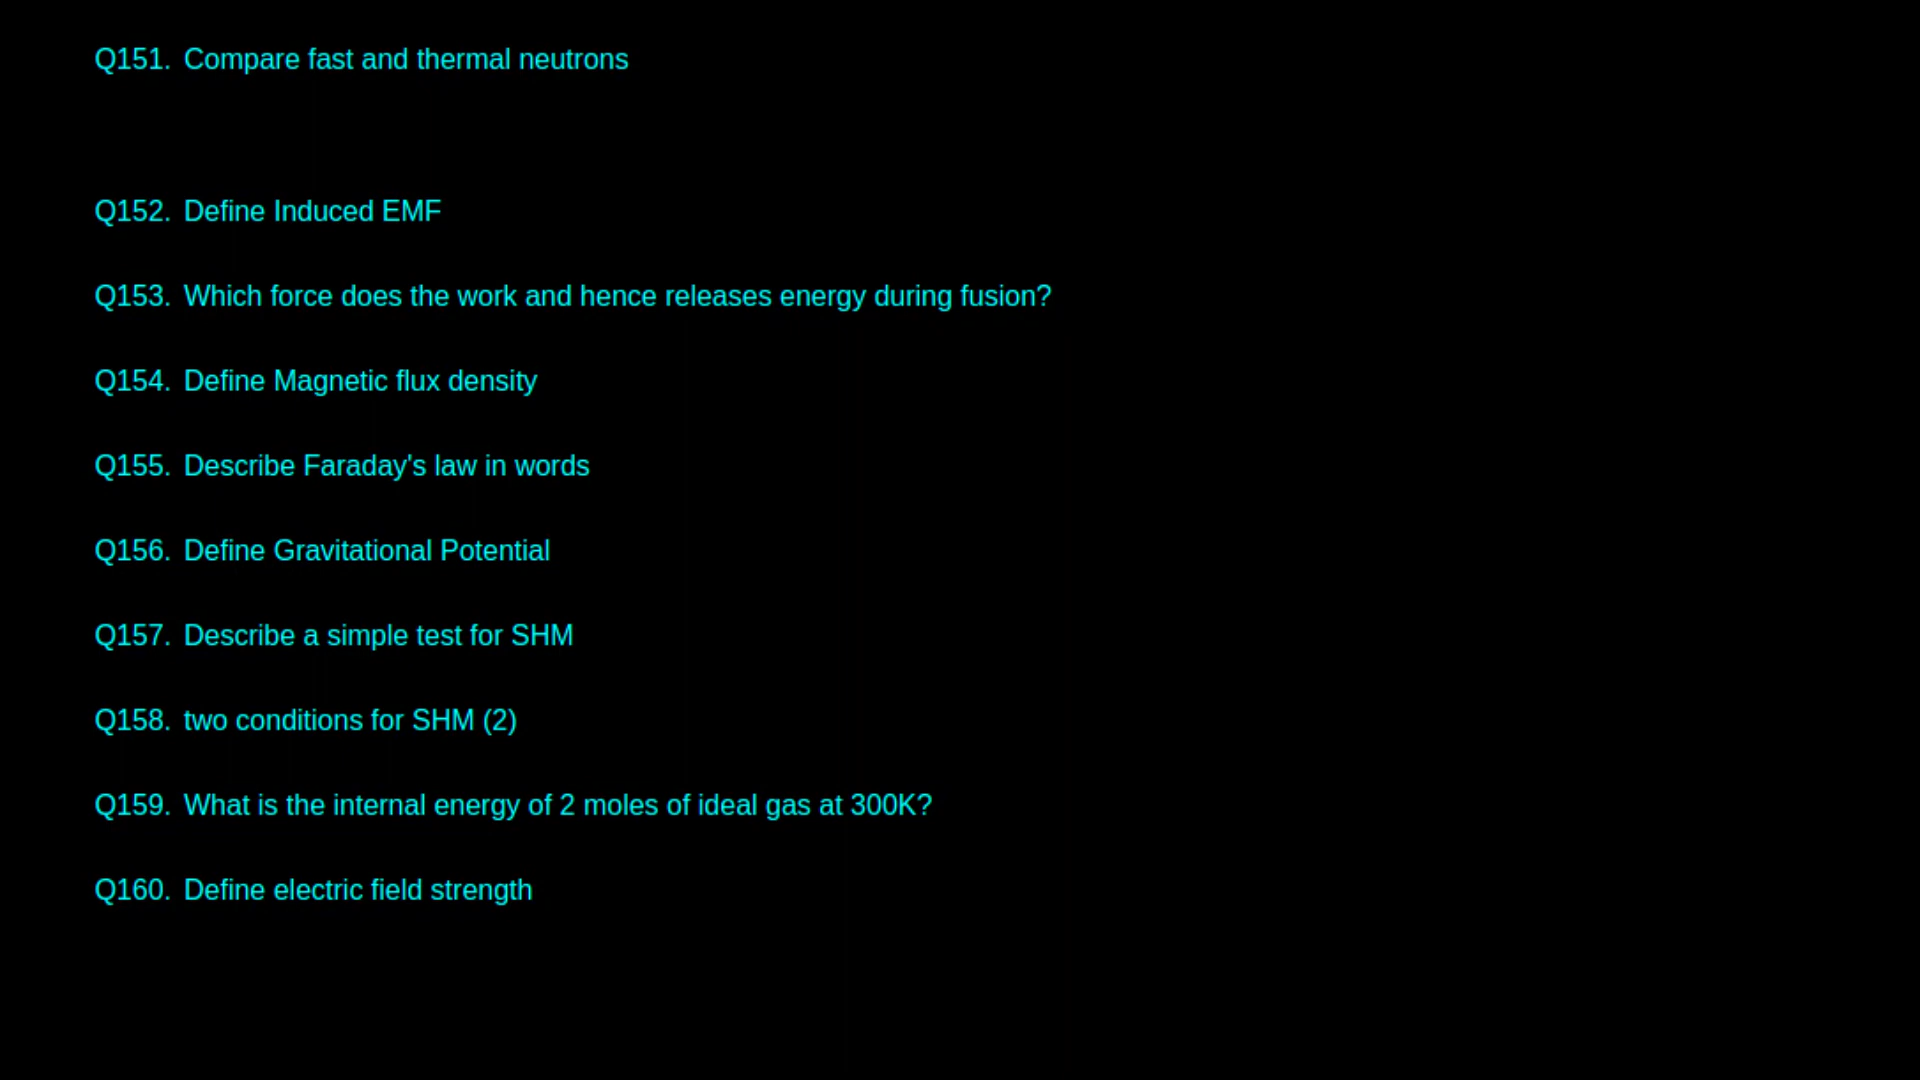 Q151. Compare fast and thermal neutrons
Q152. Define Induced EMF
Q153. Which force does the work and hence releases energy during fusion?
Q154. Define Magnetic flux density
Q155. Describe Faraday's law in words
Q156. Define Gravitational Potential
Q157. Describe a simple test for SHM
Q158. two conditions for SHM (2)
Q159. What is the internal energy of 2 moles of ideal gas at 300K?
Q160. Define electric field strength